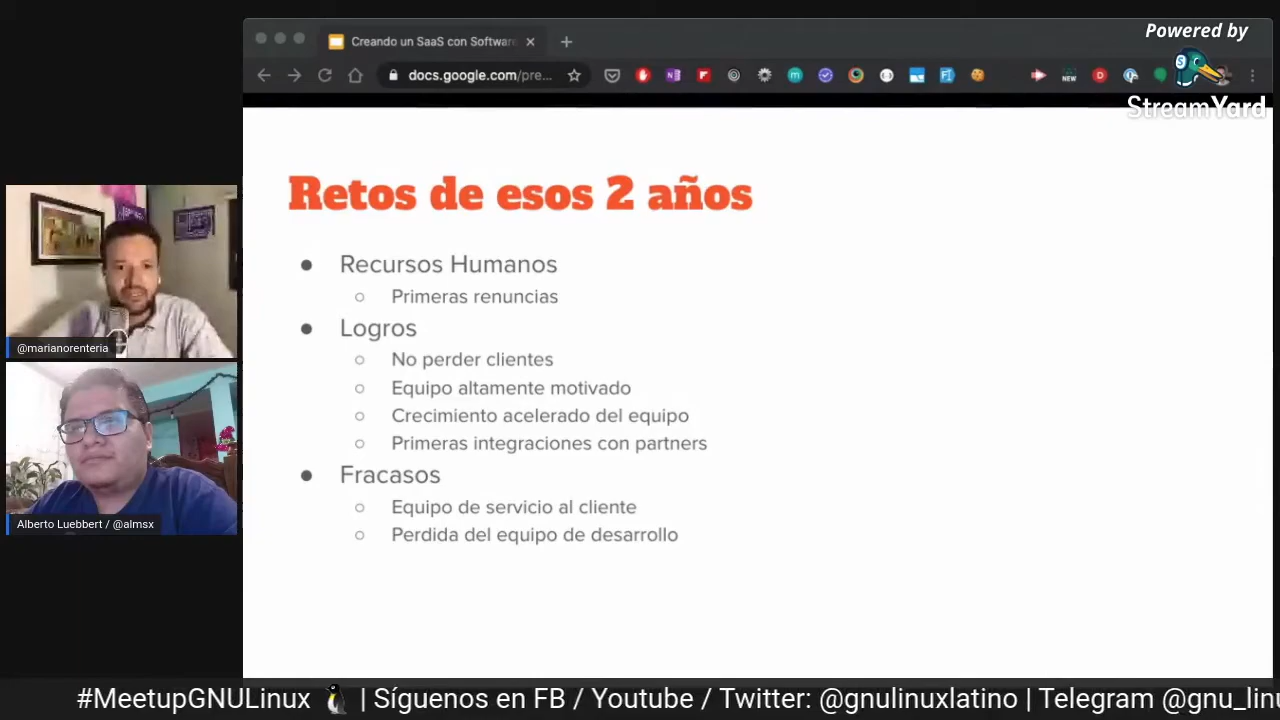 Powered by
StreamYard
Creando un SaaS con Software
docs.google.com/pre...
NEW
Retos de esos 2 años
Recursos Humanos
Primeras renuncias
Logros
No perder clientes
Equipo altamente motivado
Crecimiento acelerado del equipo
Primeras integraciones con partners
Fracasos
Equipo de servicio al cliente
Perdida del equipo de desarrollo
@marianorenteria
Alberto Luebbert / @almsx
#MeetupGNULinux 🐧 | Síguenos en FB / Youtube / Twitter: @gnulinuxlatino | Telegram @gnu_linu